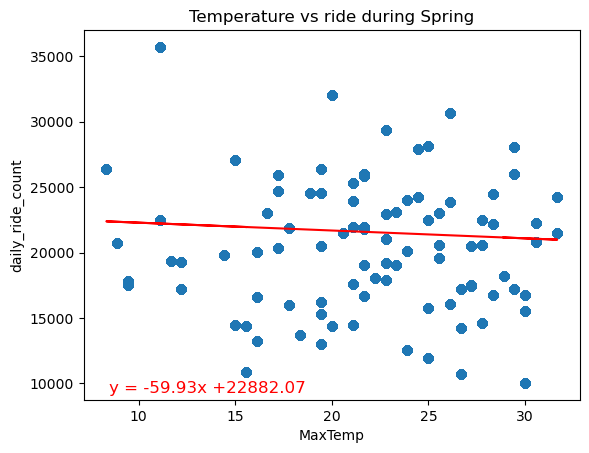 Temperature vs ride during Spring
daily_ride_count
35000
30000
25000
20000
15000
10000
y = -59.93x +22882.07
10
15
20
25
30
MaxTemp